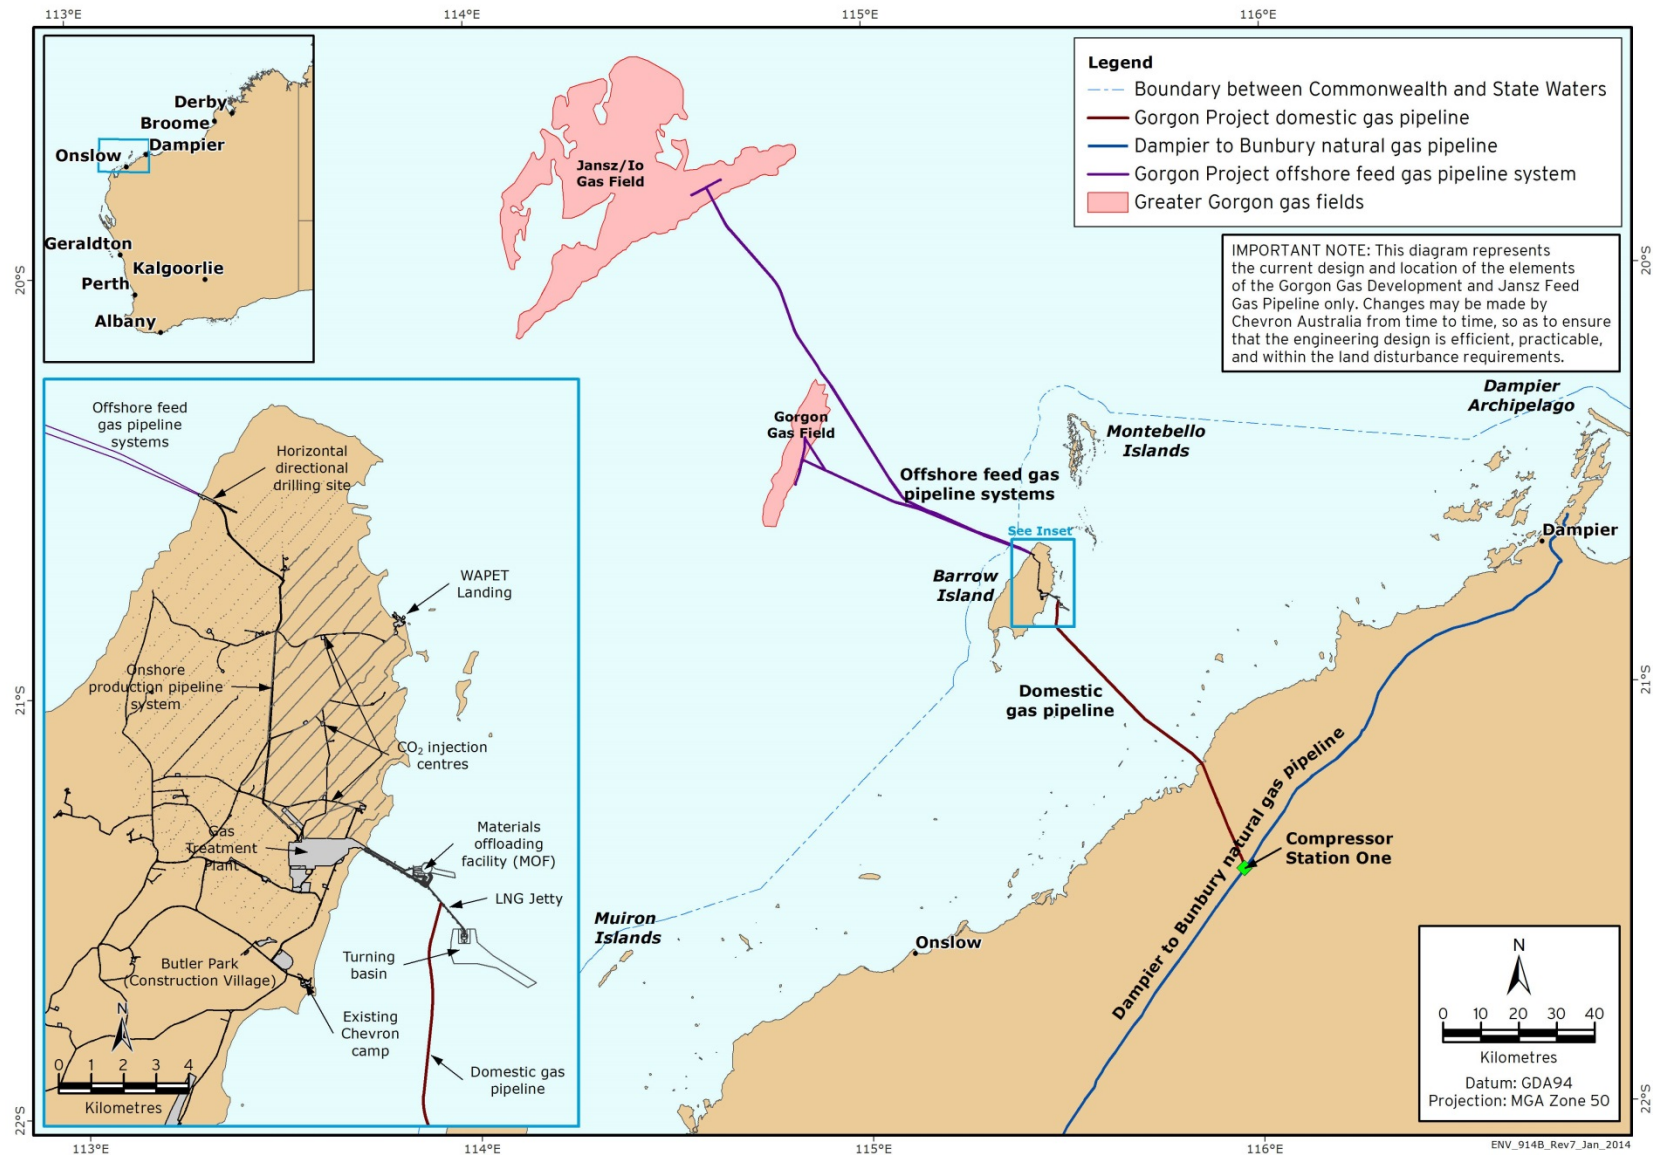 113°E
114°E
115°E
116°E
Derby
Broome
Dampier
Onslow
Geraldton
Kalgoorlie
Perth
Albany
Legend
Boundary between Commonwealth and State Waters
Gorgon Project domestic gas pipeline
Dampier to Bunbury natural gas pipeline
Gorgon Project offshore feed gas pipeline system
Greater Gorgon gas fields
IMPORTANT NOTE: This diagram represents
the current design and location of the elements
of the Gorgon Gas Development and Jansz Feed
Gas Pipeline only. Changes may be made by
Chevron Australia from time to time, so as to ensure
that the engineering design is efficient, practicable,
and within the land disturbance requirements.
Jansz/Io
Gas Field
20°S
20°S
Gorgon
Gas Field
Offshore feed gas
pipeline systems
Montebello
Islands
Dampier
Archipelago
Dampier
See Inset
Barrow
Island
Domestic
gas pipeline
21°S
21°S
Dampier to Bunbury natural gas pipeline
Compressor
Station One
Muiron
Islands
Onslow
Offshore feed
gas pipeline
systems
Horizontal
directional
drilling site
WAPET
Landing
Onshore
production pipeline
system
CO₂ injection
centres
Gas
Treatment
Plant
Materials
offloading
facility (MOF)
LNG Jetty
Turning
basin
Butler Park
(Construction Village)
Existing
Chevron
camp
Domestic gas
pipeline
N
0 1 2 3 4
Kilometres
N
0 10 20 30 40
Kilometres
Datum: GDA94
Projection: MGA Zone 50
22°S
22°S
113°E
114°E
115°E
116°E
ENV_914B_Rev7_Jan_2014